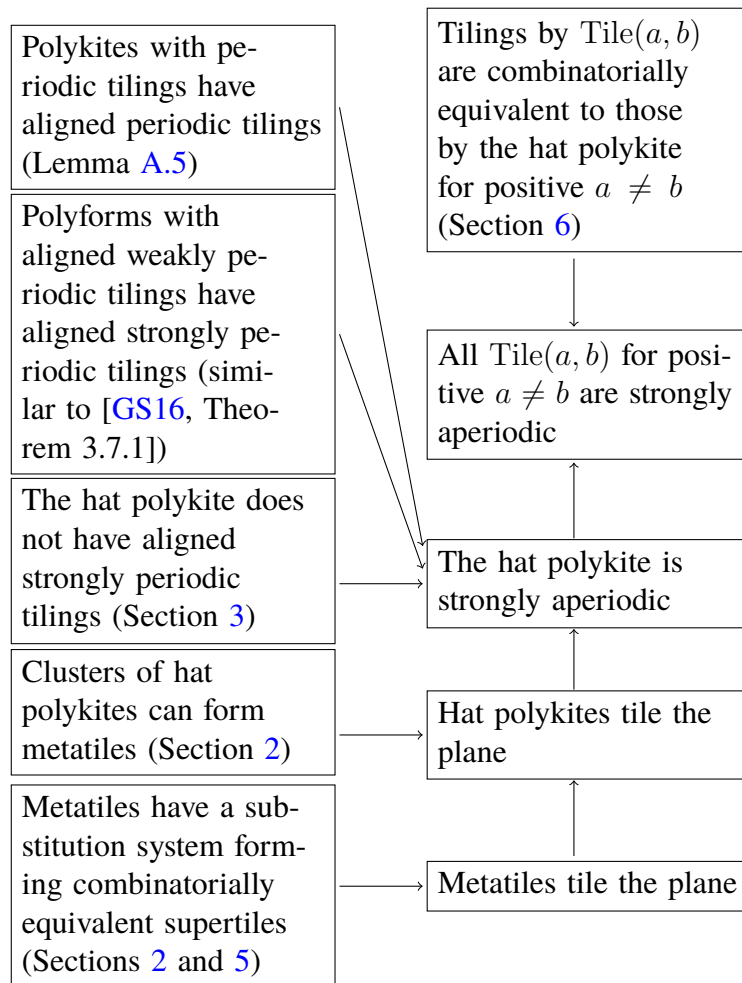 Polykites with pe-
riodic tilings have
aligned periodic tilings
(Lemma A.5)
Polyforms with
aligned weakly pe-
riodic tilings have
aligned strongly pe-
riodic tilings (simi-
lar to [GS16, Theo-
rem 3.7.1])
The hat polykite does
not have aligned
strongly periodic
tilings (Section 3)
Clusters of hat
polykites can form
metatiles (Section 2)
Metatiles have a sub-
stitution system form-
ing combinatorially
equivalent supertiles
(Sections 2 and 5)
Tilings by Tile(a, b)
are combinatorially
equivalent to those
by the hat polykite
for positive a ≠ b
(Section 6)
All Tile(a, b) for posi-
tive a ≠ b are strongly
aperiodic
The hat polykite is
strongly aperiodic
Hat polykites tile the
plane
Metatiles tile the plane